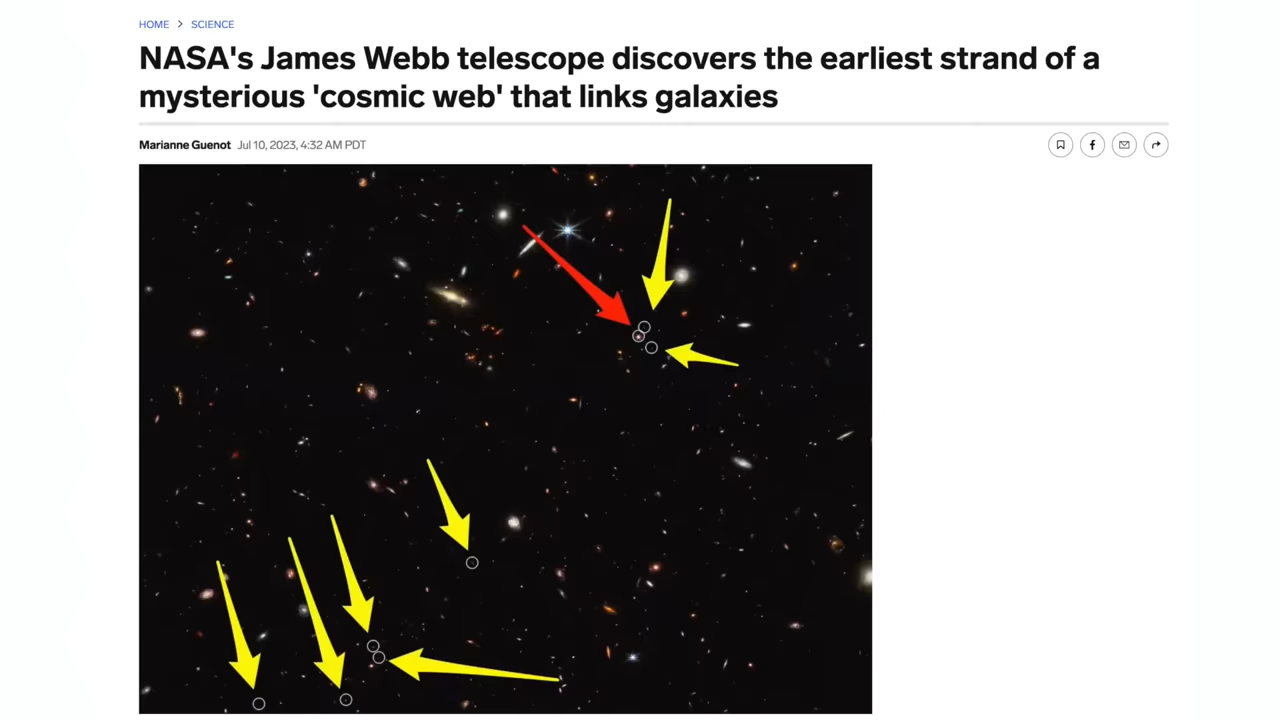 HOME > SCIENCE
NASA's James Webb telescope discovers the earliest strand of a
mysterious 'cosmic web' that links galaxies
Marianne Guenot Jul 10, 2023, 4:32 AM PDT